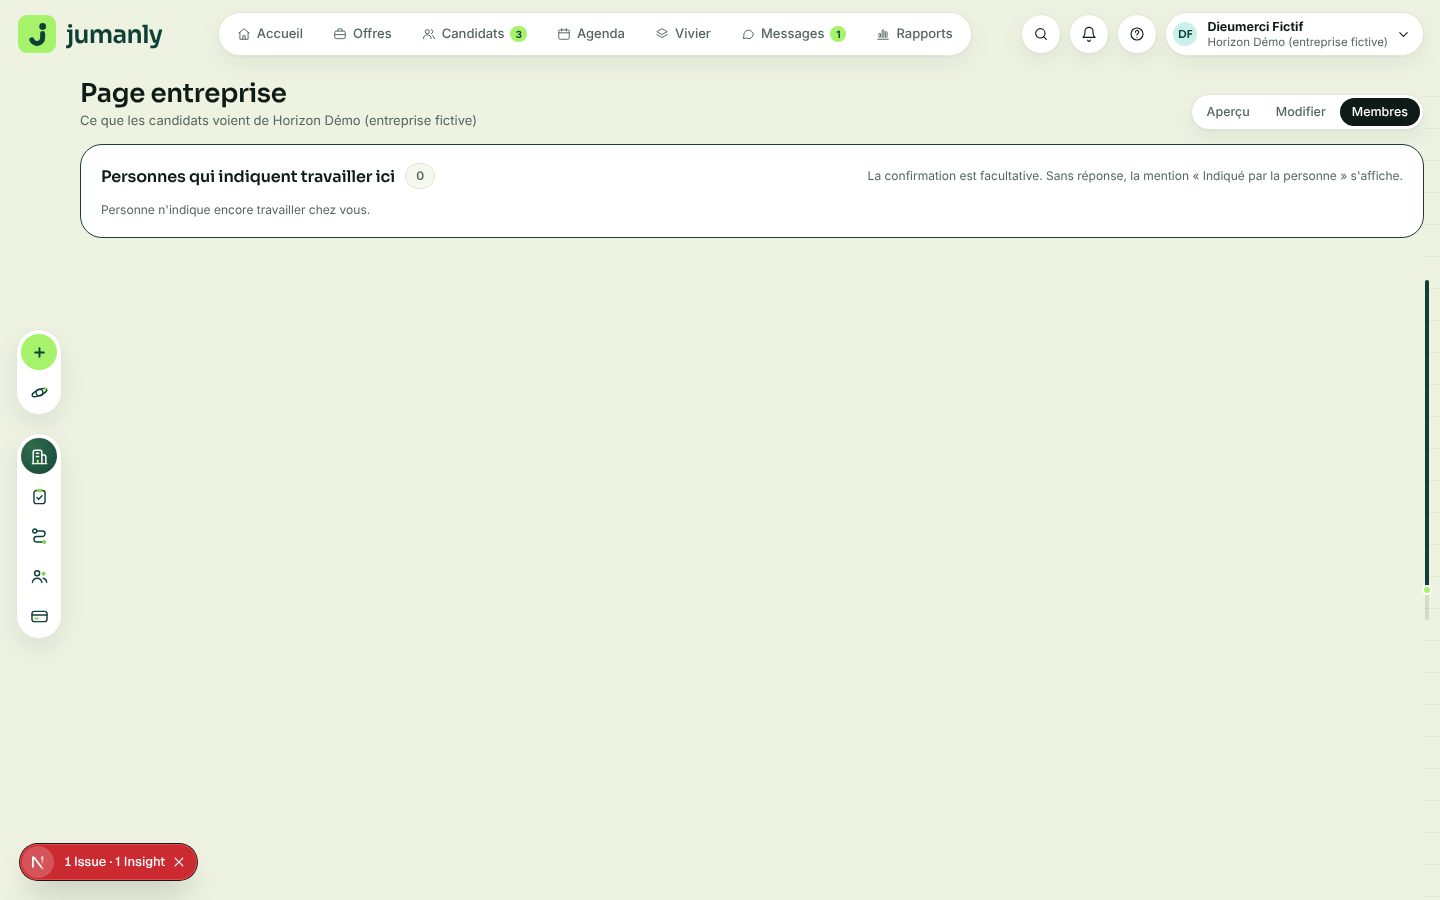 jumanly
Accueil
Offres
Candidats 3
Agenda
Vivier
Messages 1
Rapports
DF
Dieumerci Fictif
Horizon Démo (entreprise fictive)
Page entreprise
Ce que les candidats voient de Horizon Démo (entreprise fictive)
Aperçu
Modifier
Membres
Personnes qui indiquent travailler ici 0
La confirmation est facultative. Sans réponse, la mention « Indiqué par la personne » s'affiche.
Personne n'indique encore travailler chez vous.
N
1 Issue · 1 Insight